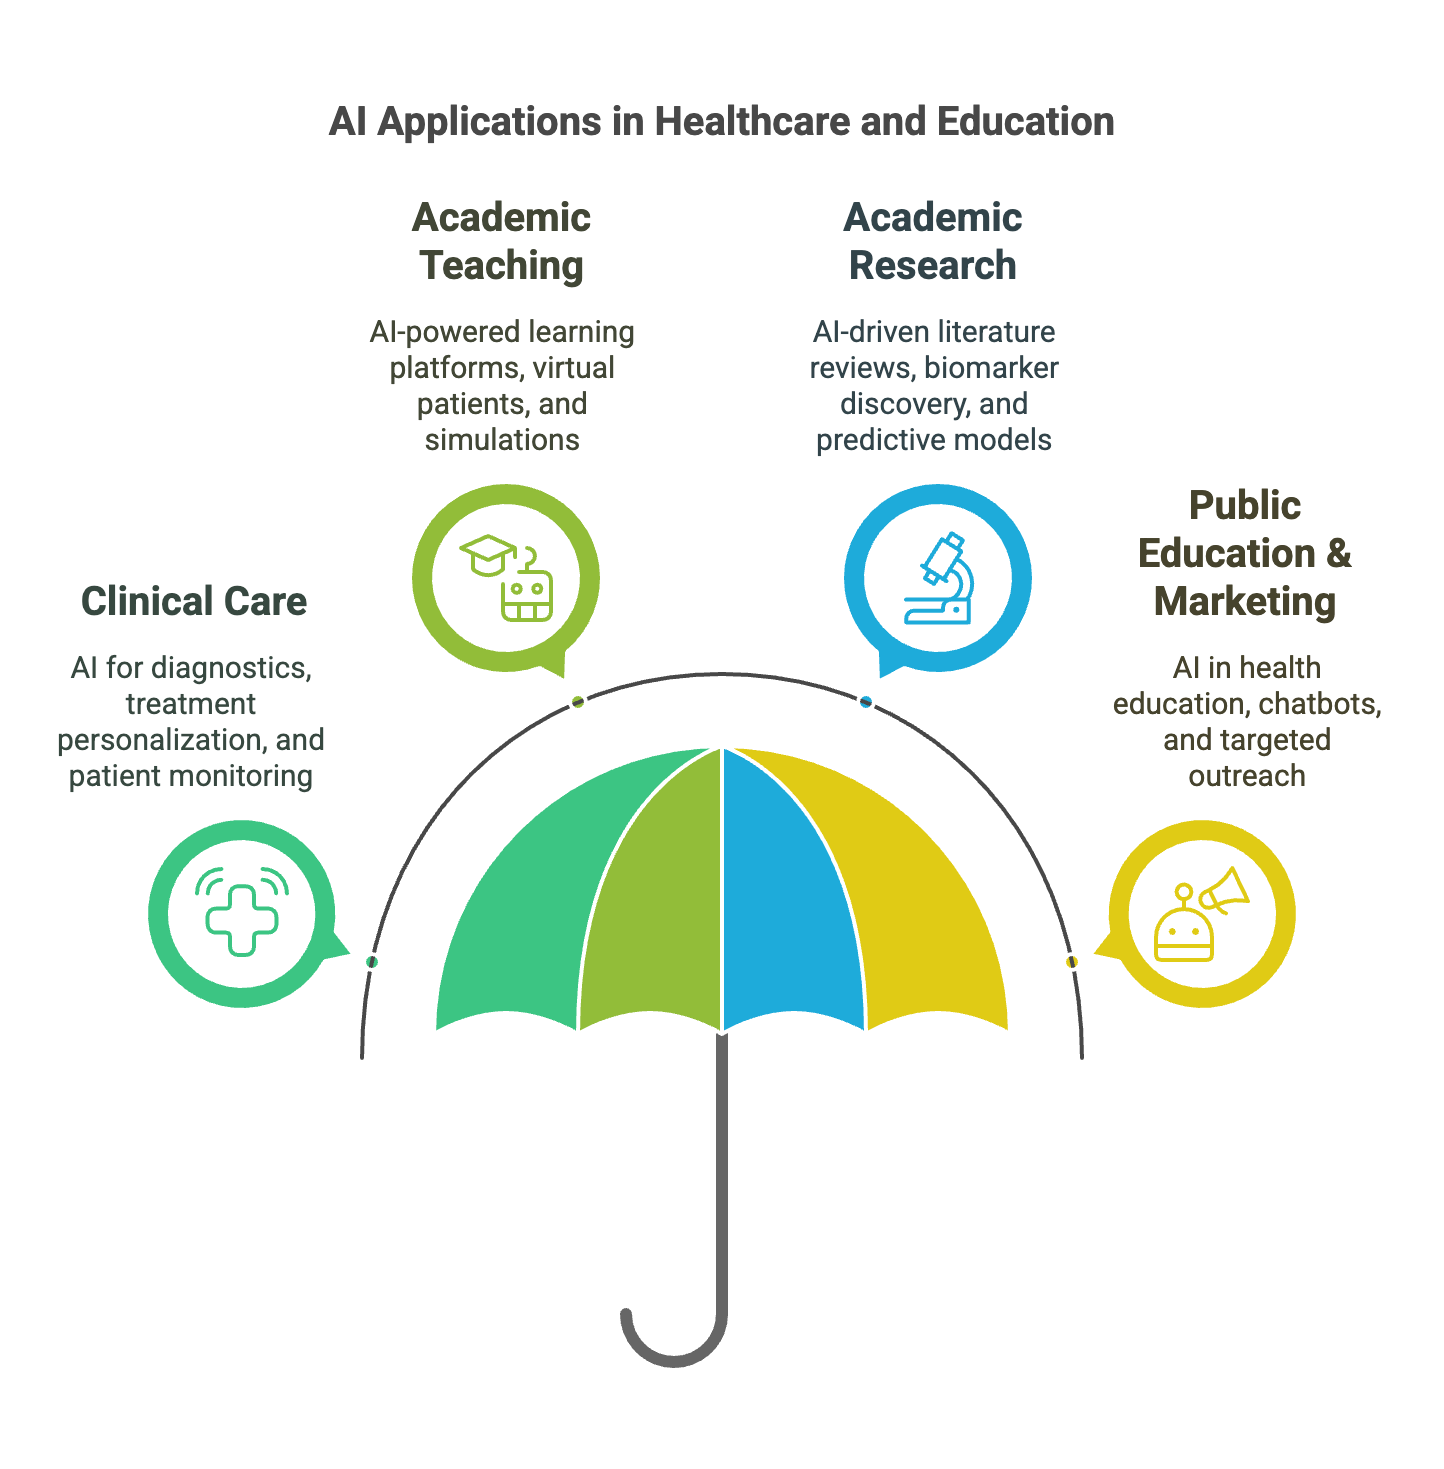 AI Applications in Healthcare and Education
Academic
Teaching
AI-powered learning
platforms, virtual
patients, and
simulations
Academic
Research
AI-driven literature
reviews, biomarker
discovery, and
predictive models
Clinical Care
AI for diagnostics,
treatment
personalization, and
patient monitoring
Public
Education &
Marketing
AI in health
education, chatbots,
and targeted
outreach